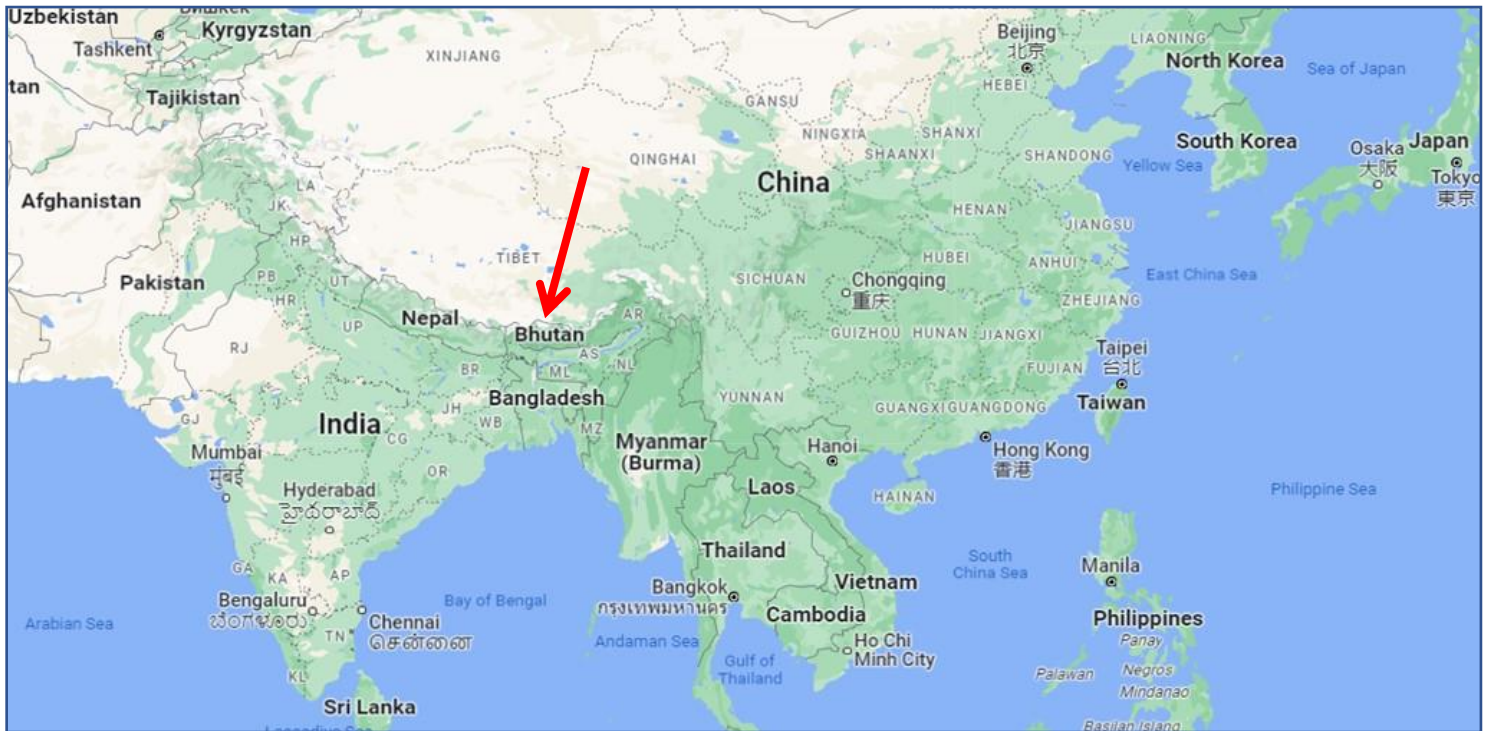 Uzbekistan
Бишкек
Kyrgyzstan
Tashkent
XINJIANG
Beijing
北京
LIAONING
North Korea
Sea of Japan
HEBEI
tan
Tajikistan
GANSU
NINGXIA
SHANXI
SHAANXI
SHANDONG
South Korea
Yellow Sea
Osaka
大阪
Japan
Tokyo
東京
QINGHAI
China
LA
JK
Afghanistan
HENAN
JIANGSU
HP
TIBET
HUBEI
ANHUI
East China Sea
Pakistan
PB
UT
HR
SICHUAN
Chongqing
重庆
ZHEJIANG
Nepal
UP
Bhutan
AR
GUIZHOU
HUNAN
JIANGXI
RJ
AS
NL
ML
BR
Taipei
台北
FUJIAN
Bangladesh
YUNNAN
GUANGXI
GUANGDONG
Taiwan
GJ
India
JH
WB
CG
MZ
Mumbai
मुंबई
Myanmar
(Burma)
Hanoi
Hong Kong
香港
OR
Hyderabad
హైదరాబాద్
Laos
HAINAN
Philippine Sea
Thailand
South
China Sea
Manila
GA
KA
AP
Bengaluru
ಬೆಂಗಳೂರು
Chennai
சென்னை
Bay of Bengal
Bangkok
กรุงเทพมหานคร
Vietnam
Cambodia
Philippines
Arabian Sea
TN
Andaman Sea
Ho Chi
Minh City
Panay
Gulf of
Thailand
KL
Palawan
Negros
Mindanao
Sri Lanka
Laccadive Sea
Basilan Island